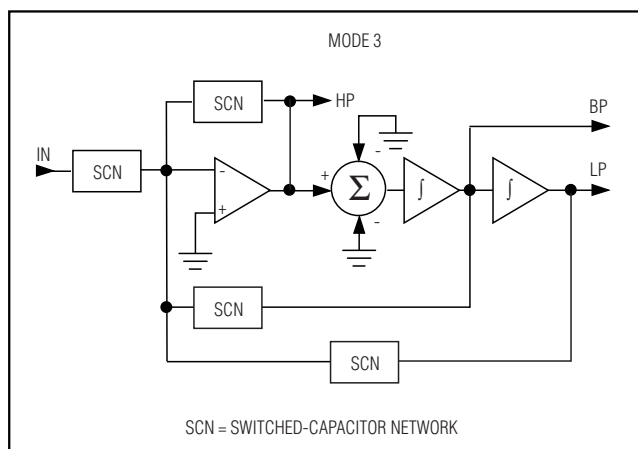 MODE 3
SCN
HP
BP
IN
SCN
-
+
-
+
Σ
-
∫
∫
LP
SCN
SCN
SCN = SWITCHED-CAPACITOR NETWORK